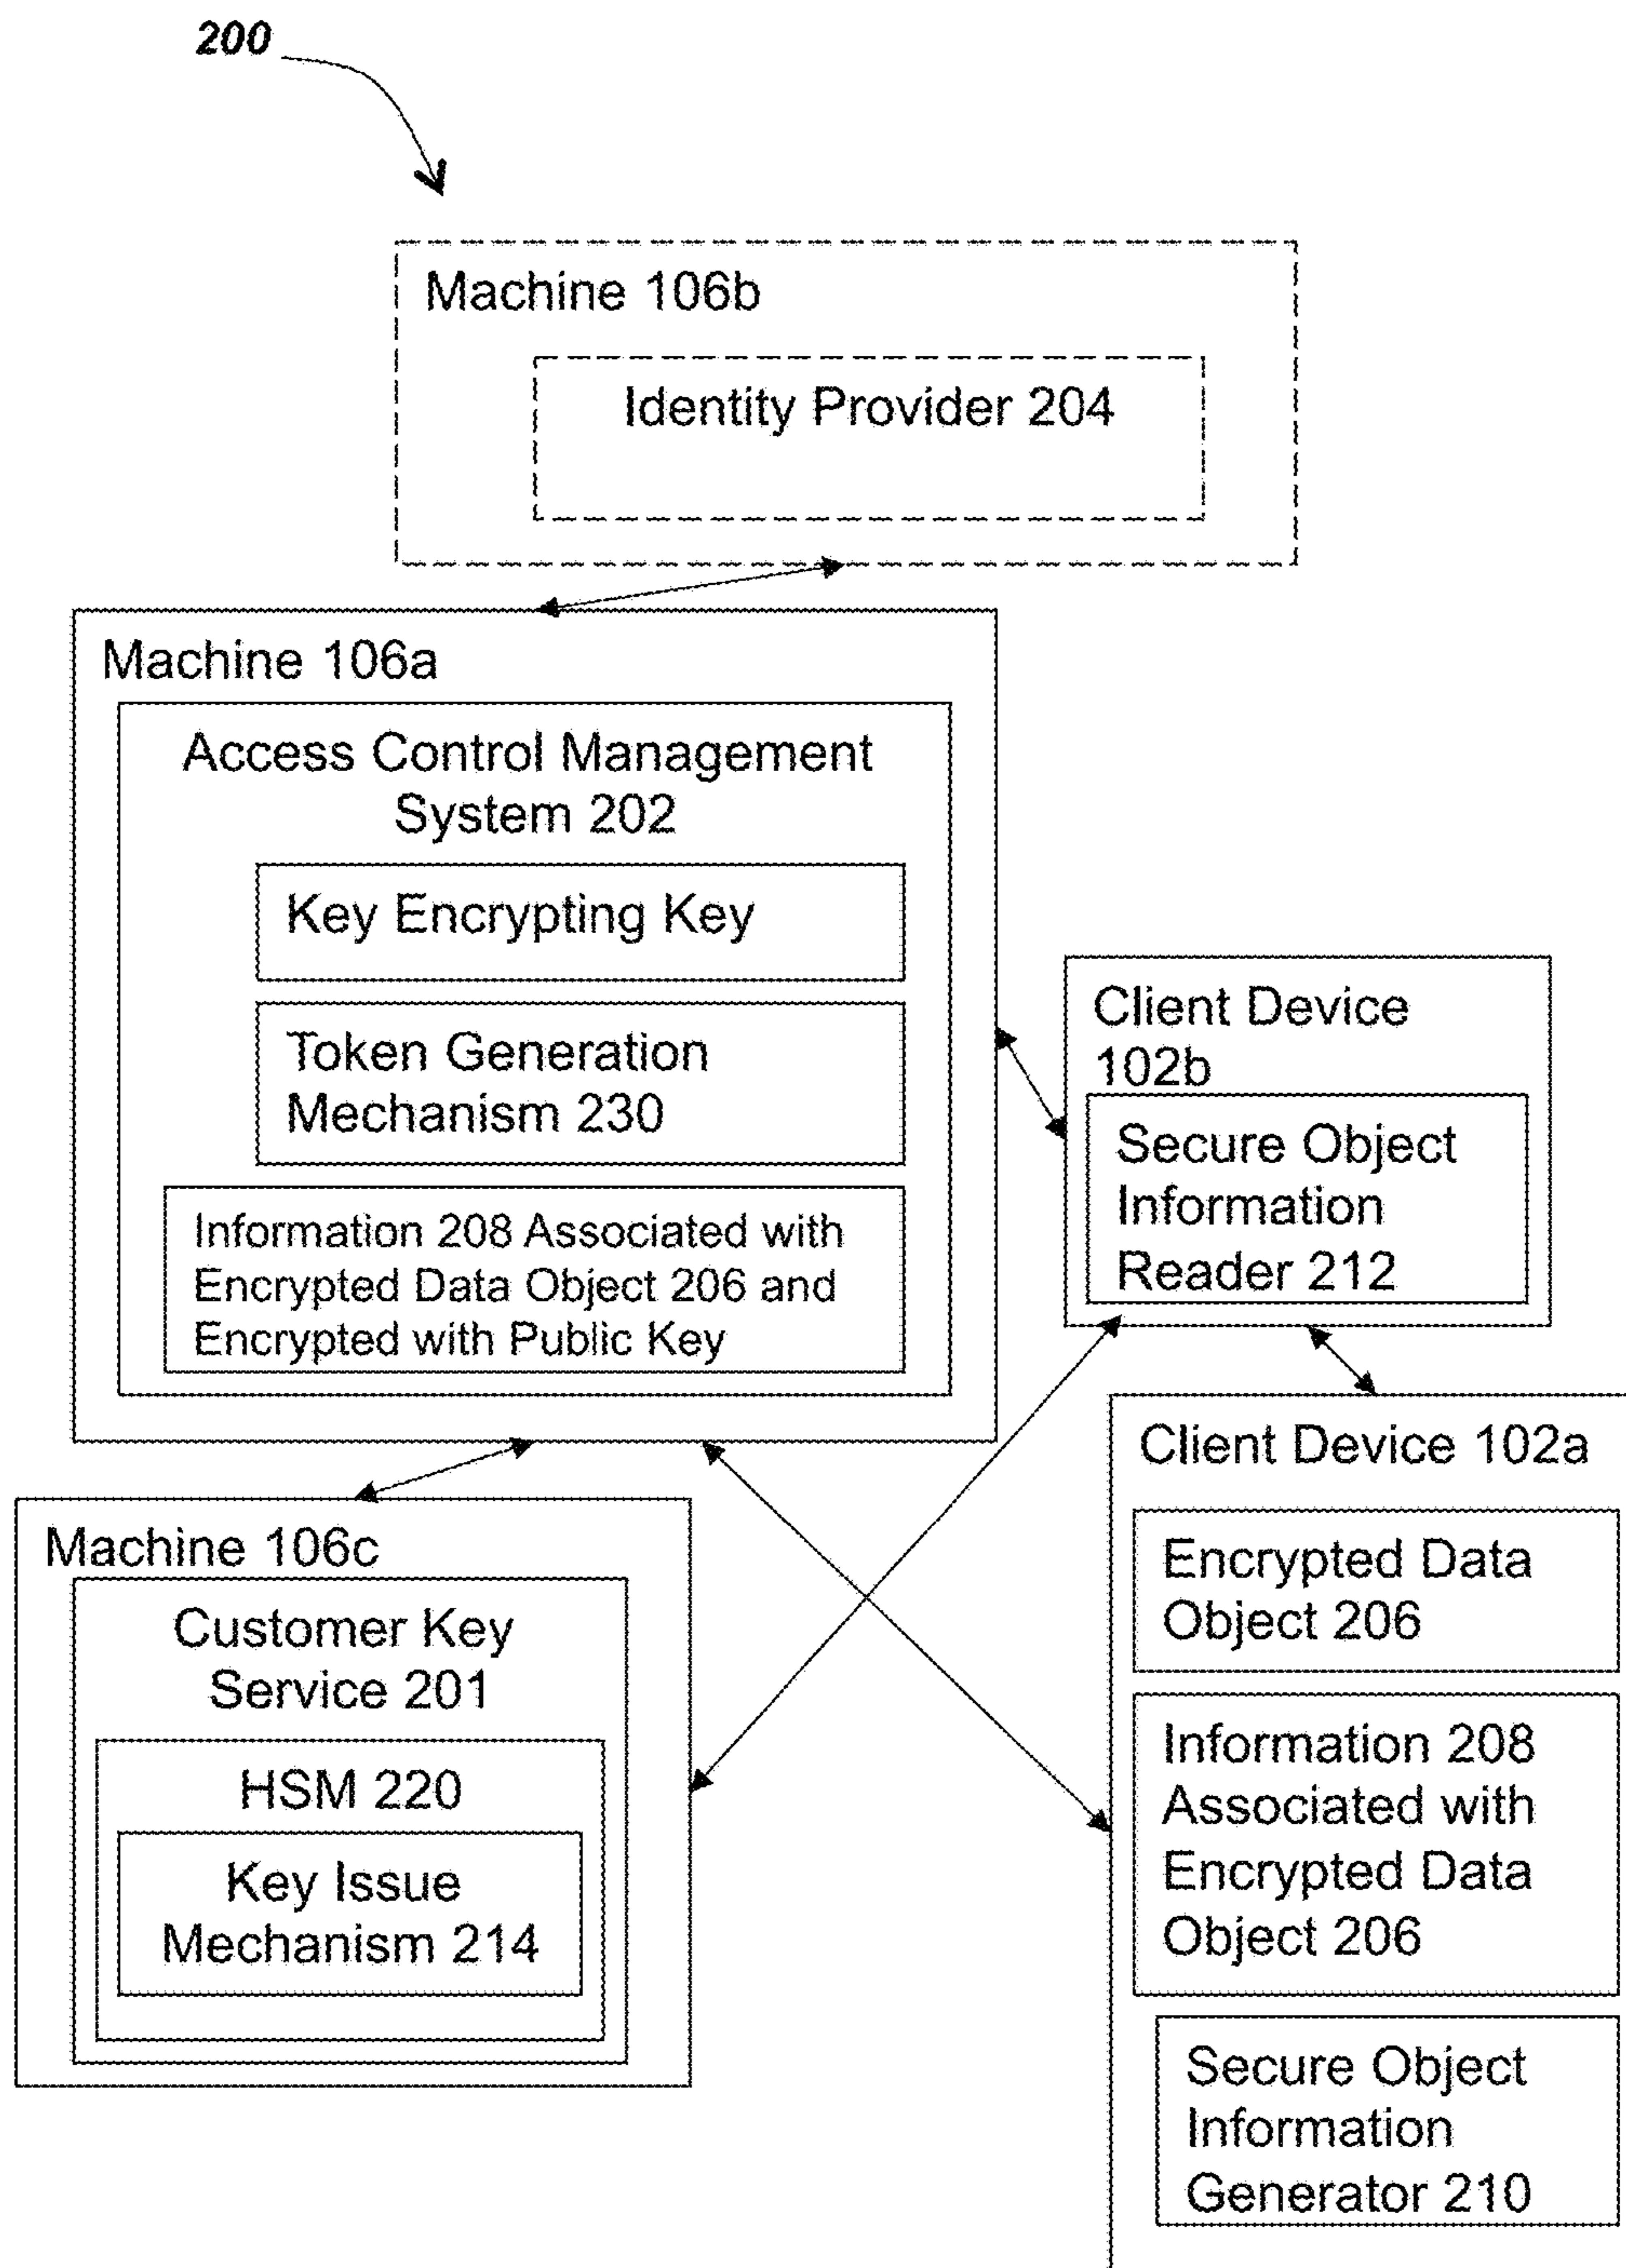 200
Machine 106b
Identity Provider 204
Machine 106a
Access Control Management
System 202
Key Encrypting Key
Token Generation
Mechanism 230
Information 208 Associated with
Encrypted Data Object 206 and
Encrypted with Public Key
Client Device
102b
Secure Object
Information
Reader 212
Machine 106c
Customer Key
Service 201
HSM 220
Key Issue
Mechanism 214
Client Device 102a
Encrypted Data
Object 206
Information 208
Associated with
Encrypted Data
Object 206
Secure Object
Information
Generator 210